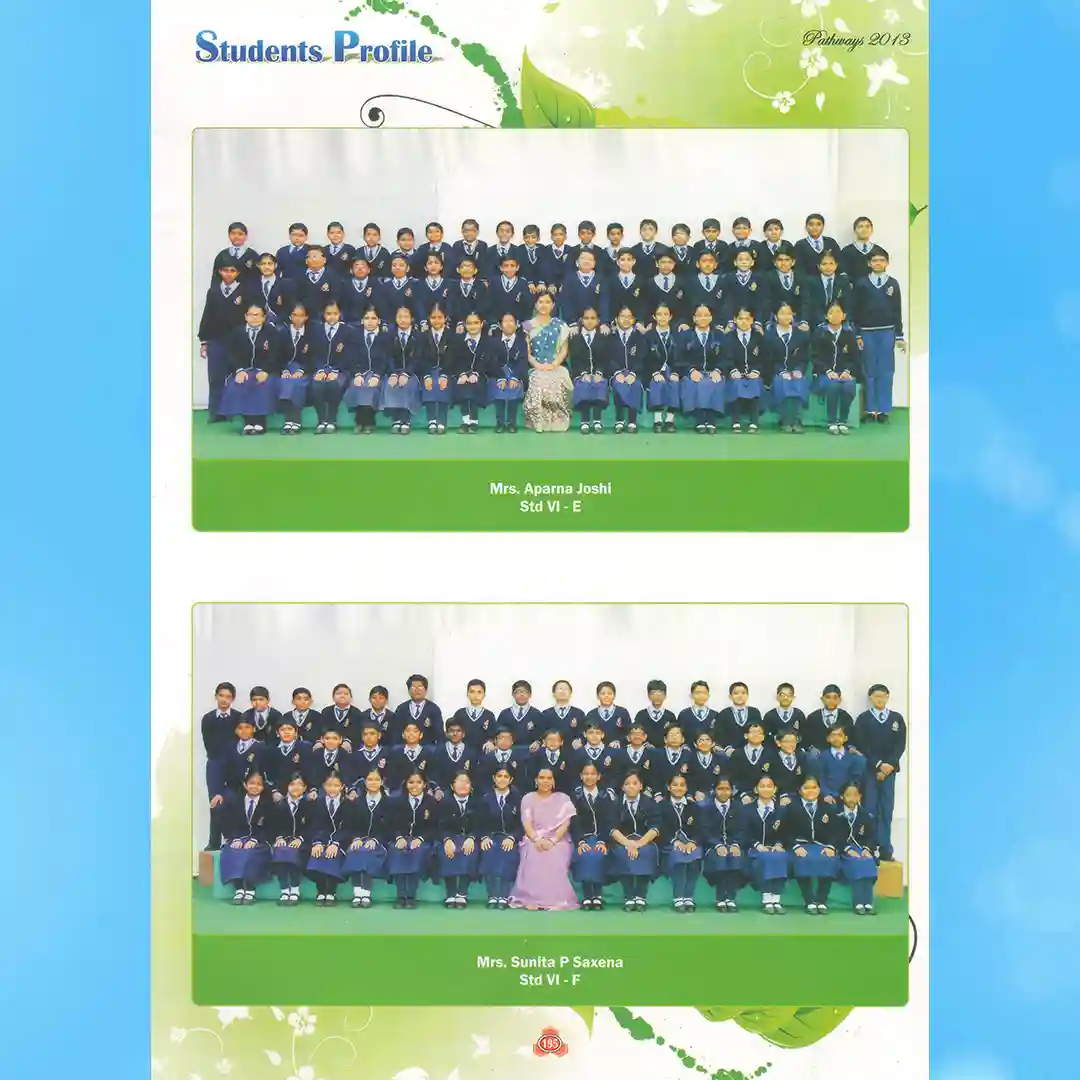 Students Profile
Pathways 2013
Mrs. Aparna Joshi
Std VI - E
Mrs. Sunita P Saxena
Std VI - F
195